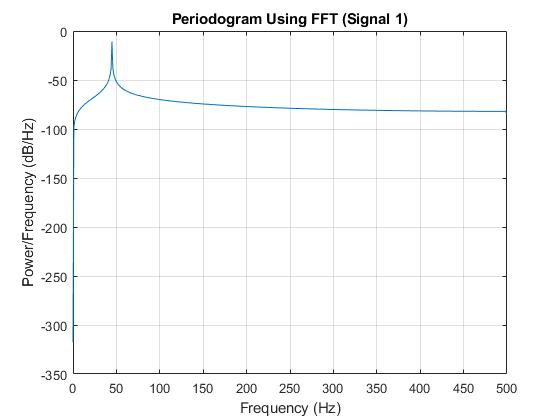 Periodogram Using FFT (Signal 1)
0
-50
-100
-150
-200
-250
-300
-350
Power/Frequency (dB/Hz)
0 50 100 150 200 250 300 350 400 450 500
Frequency (Hz)